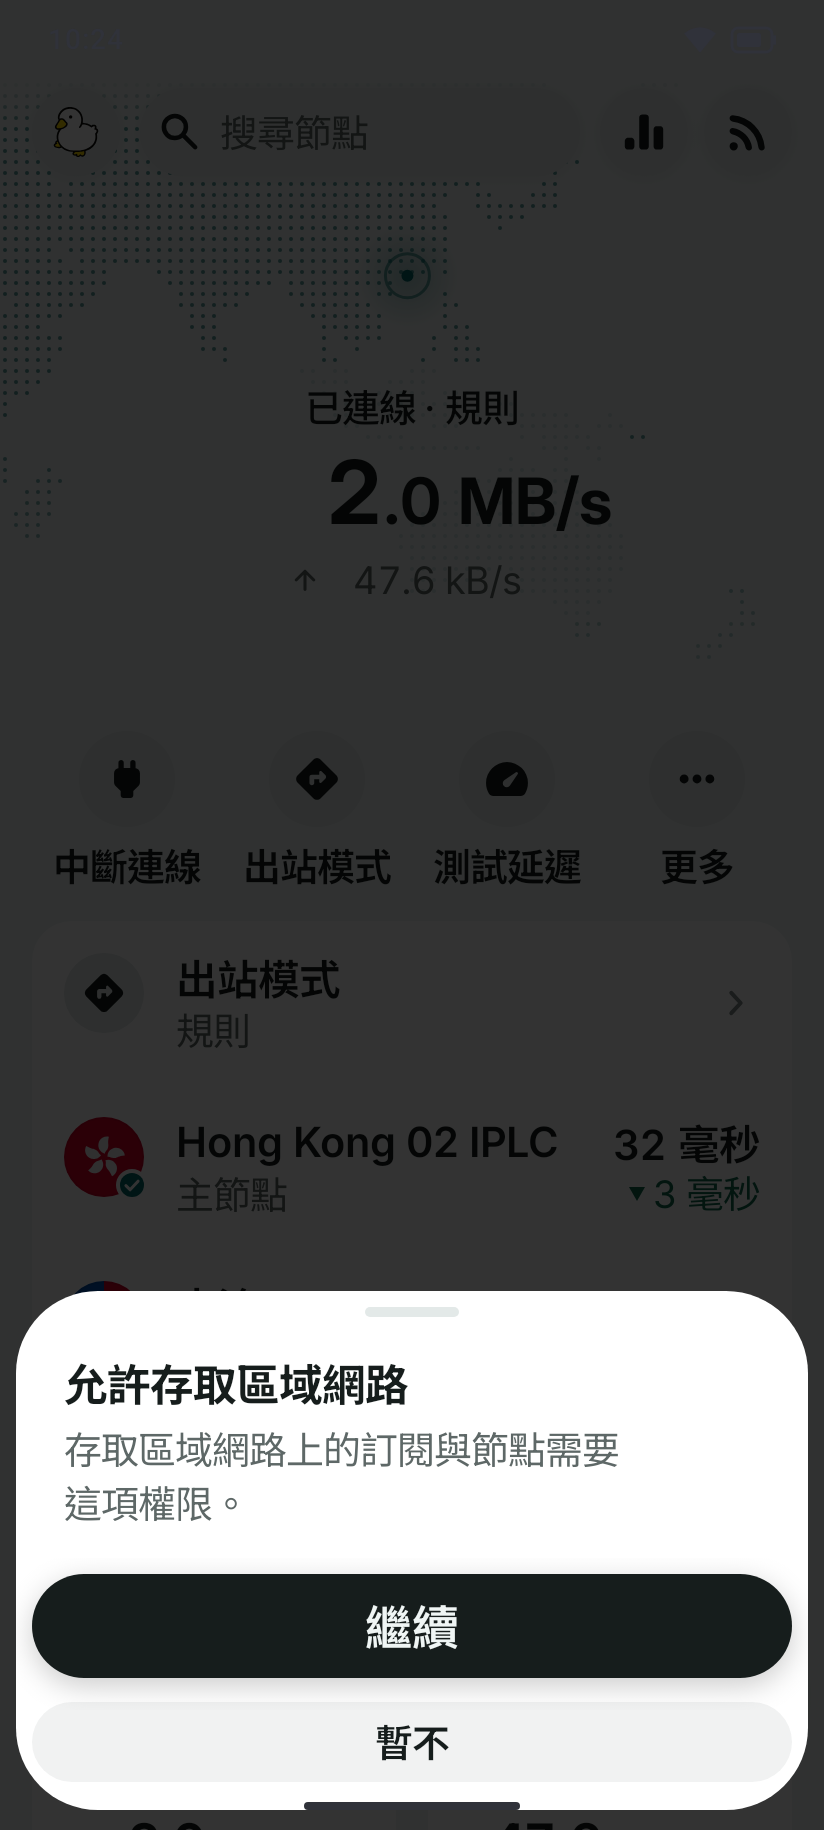 搜尋節點
已連線 · 規則
2.0 MB/s
↑ 47.6 kB/s
中斷連線
出站模式
測試延遲
更多
出站模式
規則
Hong Kong 02 IPLC
32 毫秒
主節點
▼3 毫秒
允許存取區域網路
存取區域網路上的訂閱與節點需要
這項權限。
繼續
暫不